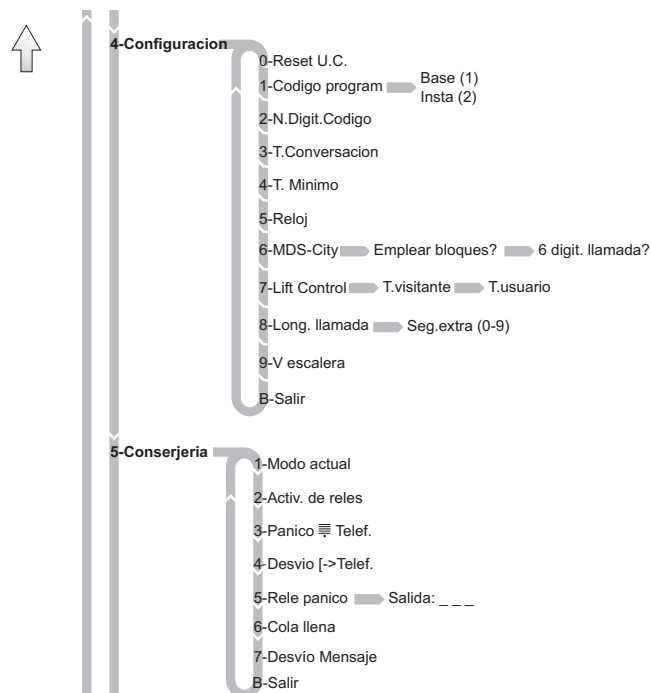 4-Configuracion
0-Reset U.C.
1-Codigo program
Base (1)
Insta (2)
2-N.Digit.Codigo
3-T.Conversacion
4-T. Minimo
5-Reloj
6-MDS-City Emplear bloques? 6 digit. llamada?
7-Lift Control T.visitante T.usuario
8-Long. llamada Seg.extra (0-9)
9-V escalera
B-Salir
5-Conserjeria
1-Modo actual
2-Activ. de reles
3-Panico Telef.
4-Desvio [->Telef.
5-Rele panico Salida: _ _ _
6-Cola llena
7-Desvío Mensaje
B-Salir